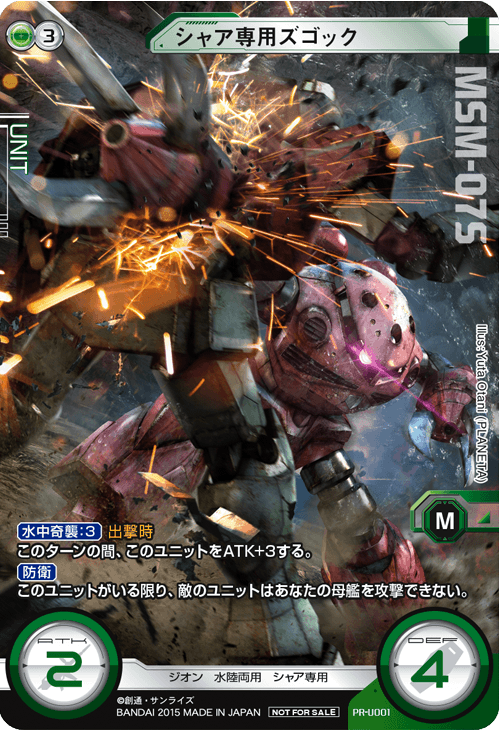 3
シャア専用ズゴック
MSM-07S
UNIT
Illus:Yuta Otani (PLANETA)
M
水中奇襲:3 出撃時
このターンの間、このユニットをATK+3する。
防衛
このユニットがいる限り、敵のユニットはあなたの母艦を攻撃できない。
ATK
2
DEF
4
ジオン 水陸両用 シャア専用
©創通・サンライズ
BANDAI 2015 MADE IN JAPAN NOT FOR SALE PR-U001